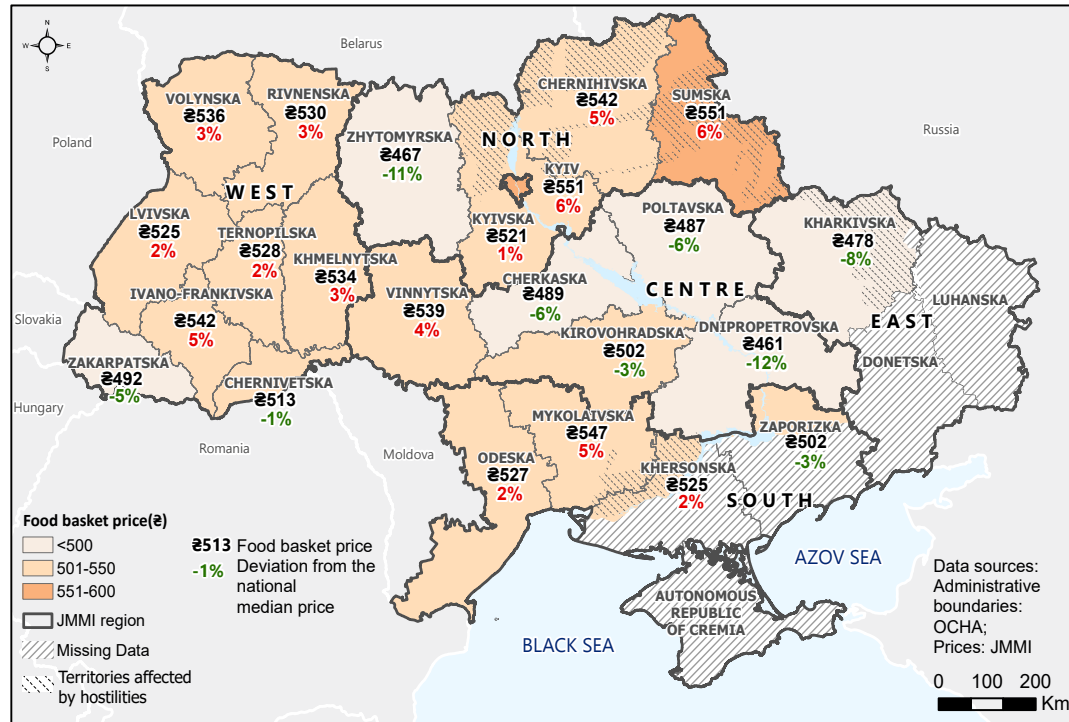 N
W E
S
Belarus
Poland
Russia
Slovakia
Hungary
Romania
Moldova
VOLYNSKA
₴536
3%
RIVNENSKA
₴530
3%
ZHYTOMYRSKA
₴467
-11%
NORTH
CHERNIHIVSKA
₴542
5%
SUMSKA
₴551
6%
KYIV
₴551
6%
KYIVSKA
₴521
1%
WEST
LVIVSKA
₴525
2%
TERNOPILSKA
₴528
2%
KHMELNYTSKA
₴534
3%
IVANO-FRANKIVSKA
₴542
5%
ZAKARPATSKA
₴492
-5%
CHERNIVETSKA
₴513
-1%
VINNYTSKA
₴539
4%
CHERKASKA
₴489
-6%
POLTAVSKA
₴487
-6%
CENTRE
KIROVOHRADSKA
₴502
-3%
DNIPROPETROVSKA
₴461
-12%
KHARKIVSKA
₴478
-8%
EAST
LUHANSKA
DONETSKA
ZAPORIZKA
₴502
-3%
MYKOLAIVSKA
₴547
5%
ODESKA
₴527
2%
KHERSONSKA
₴525
2%
SOUTH
AUTONOMOUS
REPUBLIC
OF CREMIA
AZOV SEA
BLACK SEA
Food basket price(₴)
<500
501-550
551-600
JMMI region
Missing Data
Territories affected
by hostilities
₴513 Food basket price
-1% Deviation from the
national
median price
Data sources:
Administrative
boundaries:
OCHA;
Prices: JMMI
0 100 200
Km